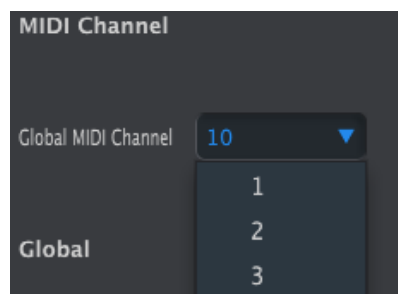 MIDI Channel
Global MIDI Channel 10
1
2
Global
3